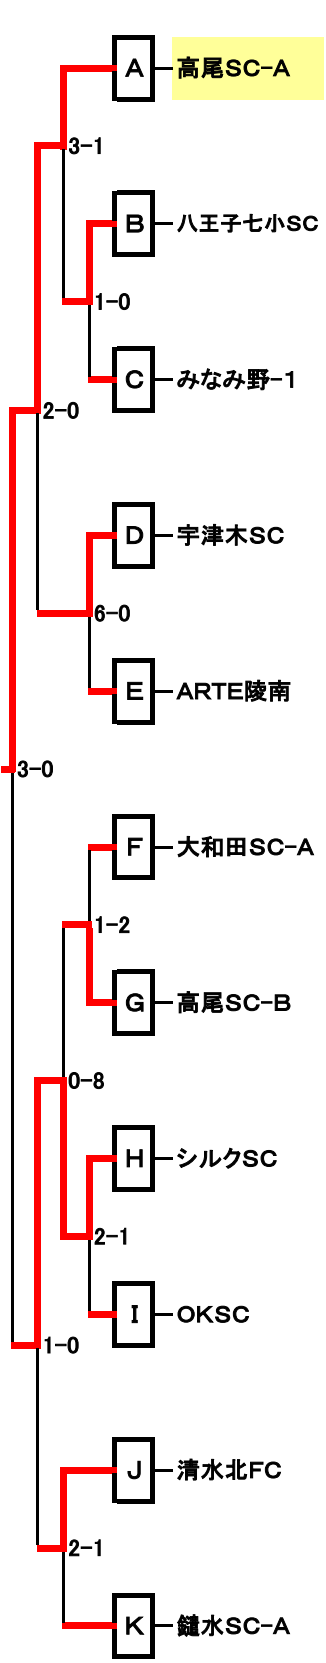 A 高尾SC-A
3-1
B 八王子七小SC
1-0
C みなみ野-1
2-0
D 宇津木SC
6-0
E ARTE陵南
3-0
F 大和田SC-A
1-2
G 高尾SC-B
0-8
H シルクSC
2-1
I OKSC
1-0
J 清水北FC
2-1
K 鑓水SC-A